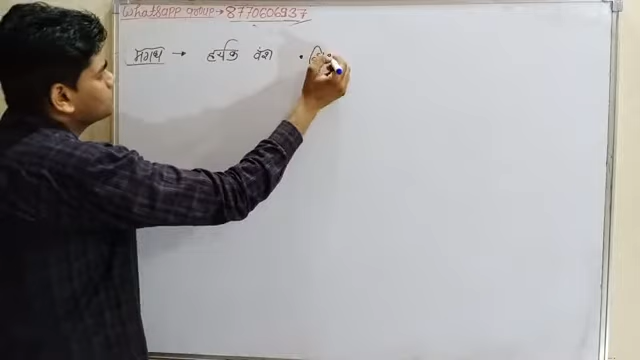 Whatsapp group → 8770606937
मगध → हर्यक वंश •